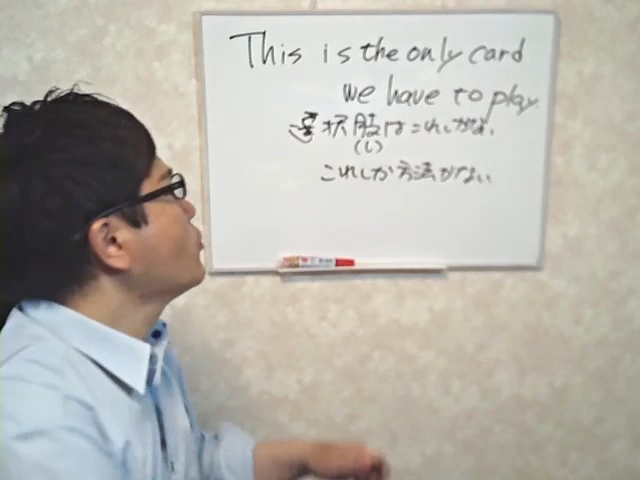 This is the only card
we have to play.
選択肢はこれしかない
(し)
これしか方法がない